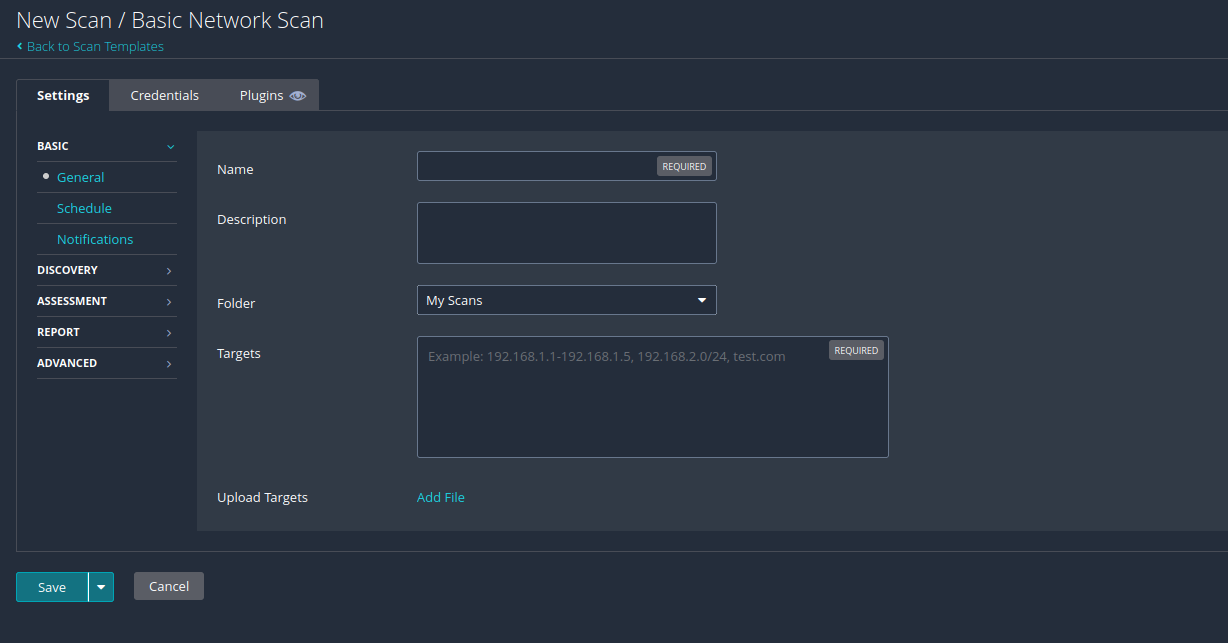 New Scan / Basic Network Scan
Back to Scan Templates
Settings Credentials Plugins
BASIC
General
Schedule
Notifications
DISCOVERY
ASSESSMENT
REPORT
ADVANCED
Name REQUIRED
Description
Folder My Scans
Targets Example: 192.168.1.1-192.168.1.5, 192.168.2.0/24, test.com REQUIRED
Upload Targets Add File
Save Cancel